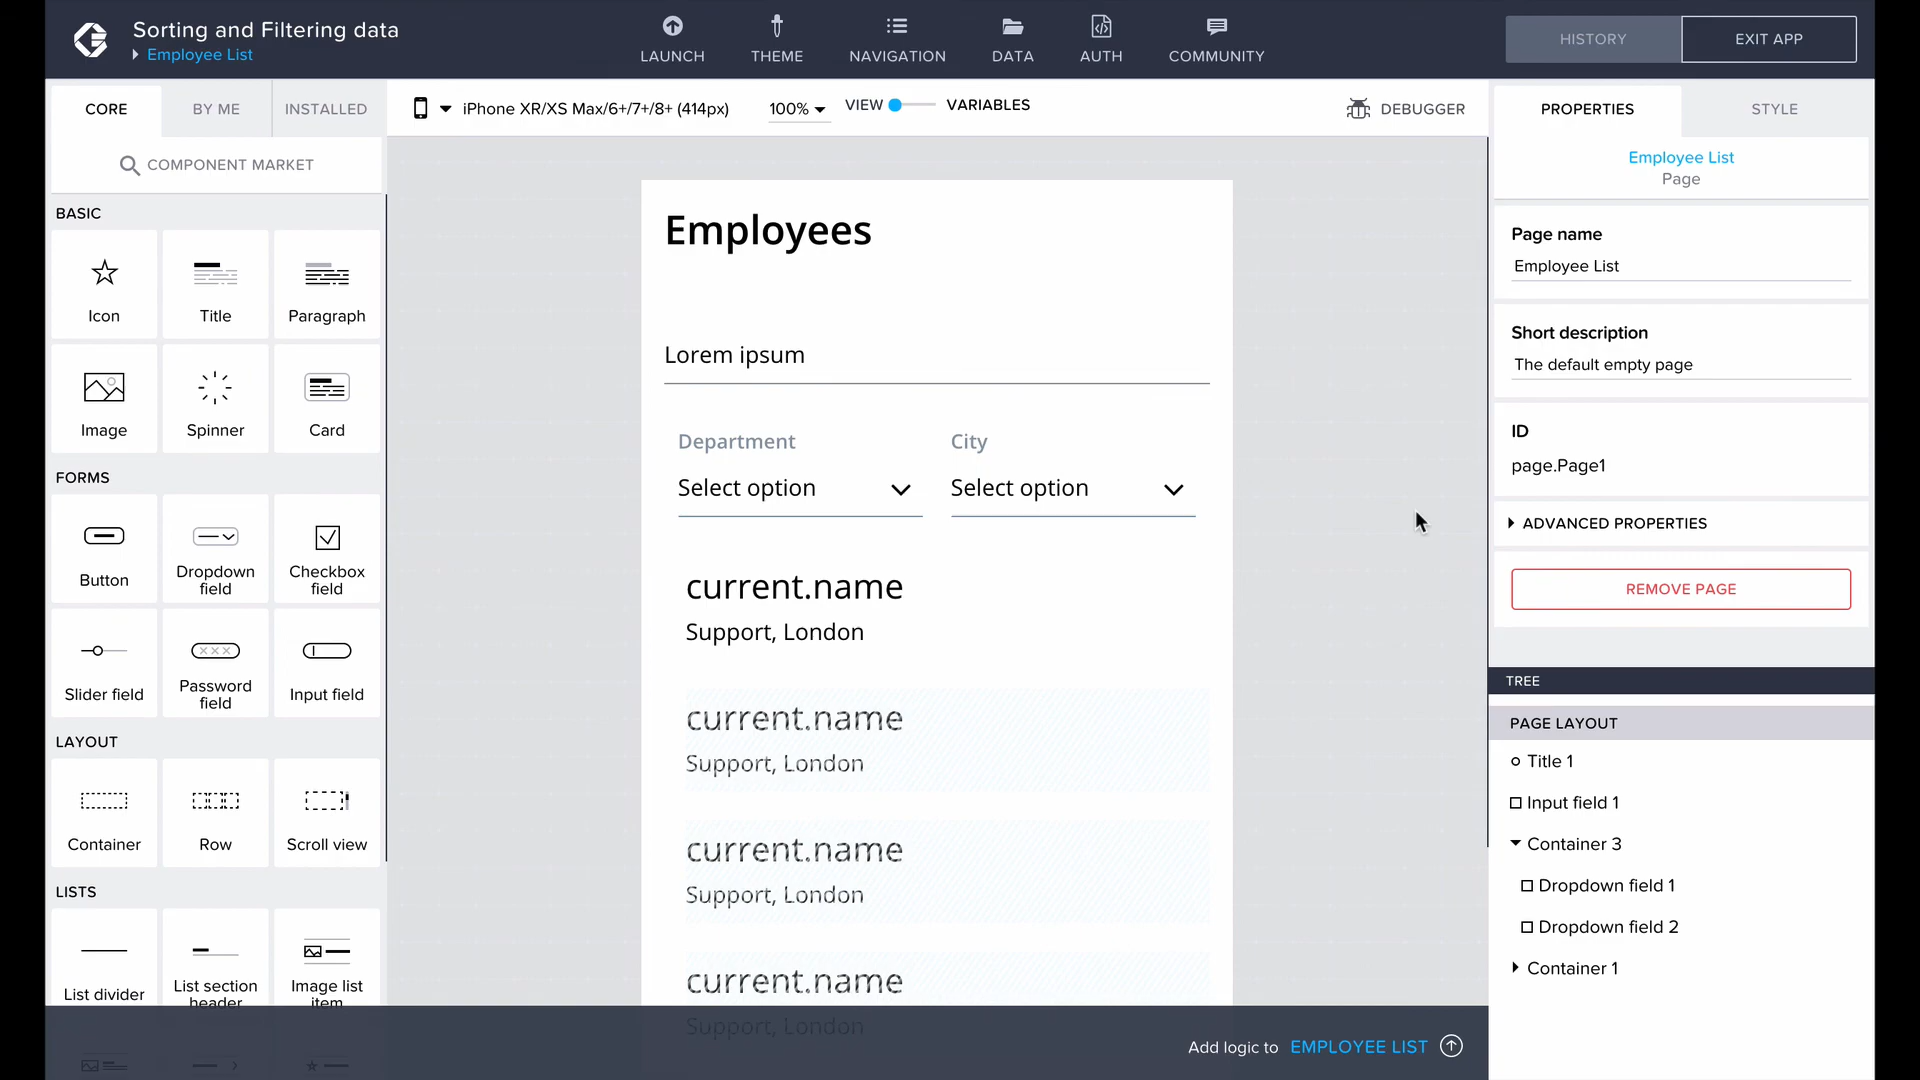 Sorting and Filtering data
Employee List
LAUNCH
THEME
NAVIGATION
DATA
AUTH
COMMUNITY
HISTORY
EXIT APP
CORE
BY ME
INSTALLED
iPhone XR/XS Max/6+/7+/8+ (414px)
100%
VIEW
VARIABLES
DEBUGGER
PROPERTIES
STYLE
COMPONENT MARKET
BASIC
Icon
Title
Paragraph
Image
Spinner
Card
FORMS
Button
Dropdown
field
Checkbox
field
Slider field
Password
field
Input field
LAYOUT
Container
Row
Scroll view
LISTS
List divider
List section
header
Image list
item
Employees
Lorem ipsum
Department
City
Select option
Select option
current.name
Support, London
current.name
Support, London
current.name
Support, London
current.name
Support, London
Add logic to EMPLOYEE LIST
Employee List
Page
Page name
Employee List
Short description
The default empty page
ID
page.Page1
ADVANCED PROPERTIES
REMOVE PAGE
TREE
PAGE LAYOUT
Title 1
Input field 1
Container 3
Dropdown field 1
Dropdown field 2
Container 1